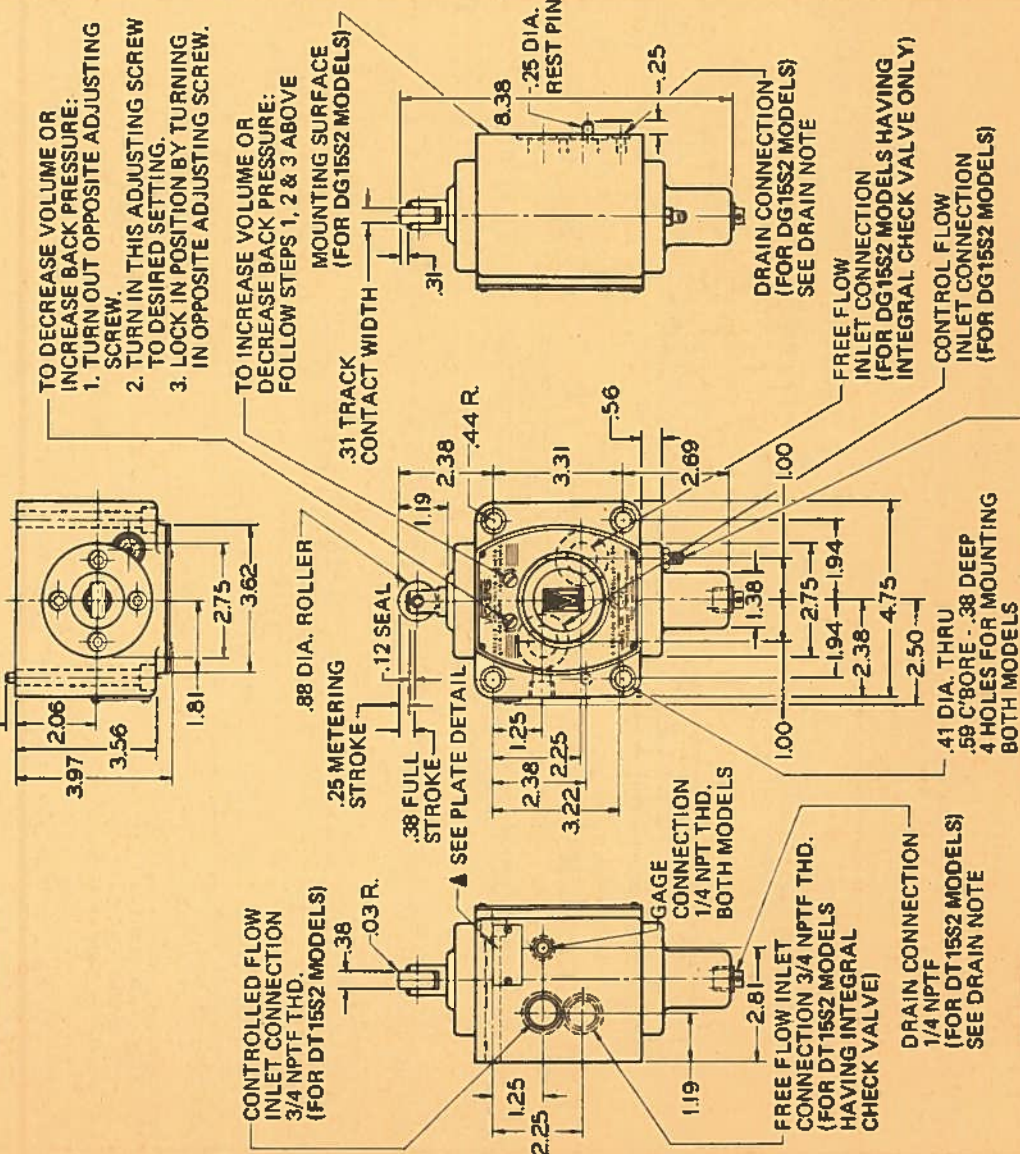 TO DECREASE VOLUME OR
INCREASE BACK PRESSURE:
1. TURN OUT OPPOSITE ADJUSTING
SCREW.
2. TURN IN THIS ADJUSTING SCREW
TO DESIRED SETTING.
3. LOCK IN POSITION BY TURNING
IN OPPOSITE ADJUSTING SCREW.
TO INCREASE VOLUME OR
DECREASE BACK PRESSURE:
FOLLOW STEPS 1, 2 & 3 ABOVE
MOUNTING SURFACE
(FOR DG15S2 MODELS)
8.38
.25 DIA.
REST PIN
.25
.31
DRAIN CONNECTION
(FOR DG15S2 MODELS)
SEE DRAIN NOTE
2.06
3.56
3.97
2.75
3.62
1.81
.31 TRACK
CONTACT WIDTH
.88 DIA. ROLLER
.12 SEAL
.25 METERING
STROKE
.38 FULL
STROKE
▲ SEE PLATE DETAIL
.44 R.
2.38
1.19
3.31
2.69
.56
1.25
2.25
2.38
3.22
1.00
1.38
2.75
1.94
1.94
2.38
4.75
2.50
1.00
FREE FLOW
INLET CONNECTION
(FOR DG15S2 MODELS HAVING
INTEGRAL CHECK VALVE ONLY)
CONTROL FLOW
INLET CONNECTION
(FOR DG15S2 MODELS)
.41 DIA. THRU
.59 C'BORE - .38 DEEP
4 HOLES FOR MOUNTING
BOTH MODELS
CONTROLLED FLOW
INLET CONNECTION
3/4 NPTF THD.
(FOR DT15S2 MODELS)
.38
.03 R.
GAGE
CONNECTION
1/4 NPT THD.
BOTH MODELS
1.25
2.25
1.19
2.81
FREE FLOW INLET
CONNECTION 3/4 NPTF THD.
(FOR DT15S2 MODELS
HAVING INTEGRAL
CHECK VALVE)
DRAIN CONNECTION
1/4 NPTF
(FOR DT15S2 MODELS)
SEE DRAIN NOTE